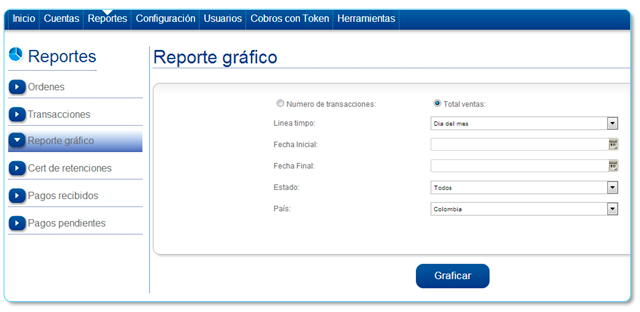 Inicio Cuentas Reportes Configuración Usuarios Cobros con Token Herramientas
Reportes
Ordenes
Transacciones
Reporte gráfico
Cert de retenciones
Pagos recibidos
Pagos pendientes
Reporte gráfico
Numero de transacciones: Total ventas:
Linea timpo: Dia del mes
Fecha Inicial:
Fecha Final:
Estado: Todos
País: Colombia
Graficar